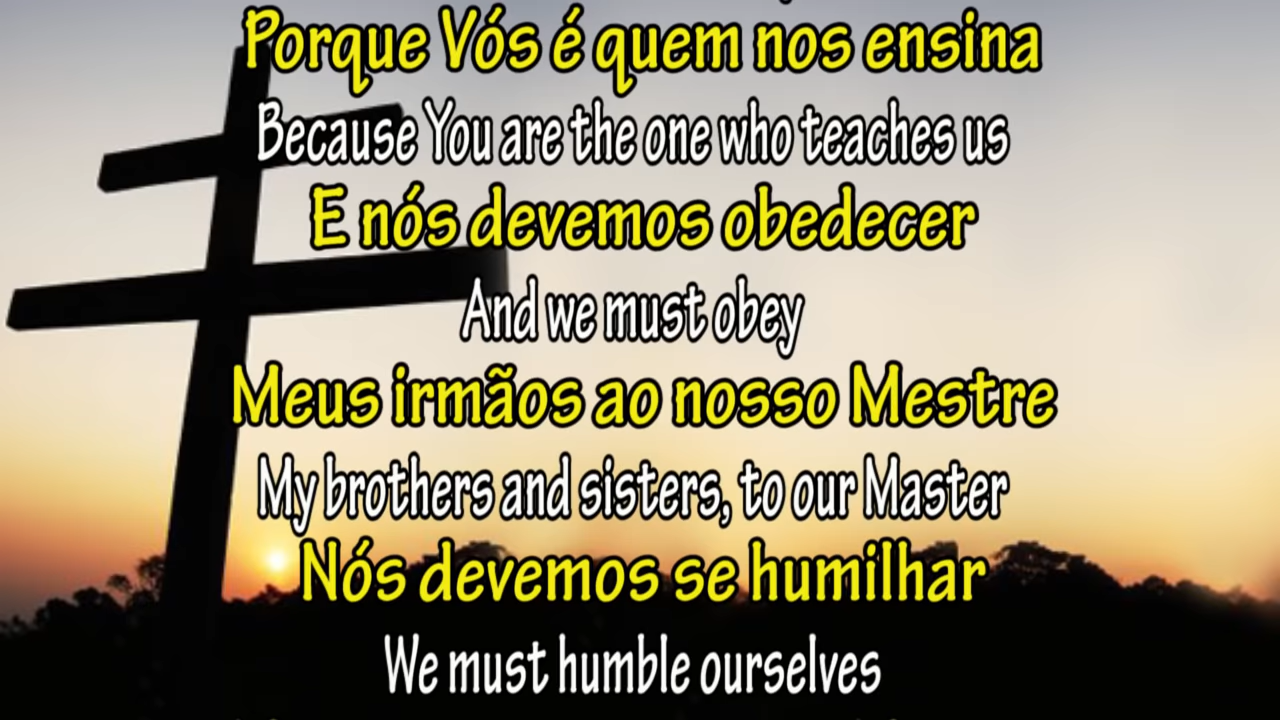 Porque Vós é quem nos ensina
Because You are the one who teaches us
E nós devemos obedecer
And we must obey
Meus irmãos ao nosso Mestre
My brothers and sisters, to our Master
Nós devemos se humilhar
We must humble ourselves